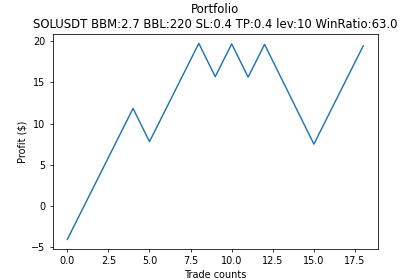 Portfolio
SOLUSDT BBM:2.7 BBL:220 SL:0.4 TP:0.4 lev:10 WinRatio:63.0
20
15
10
5
0
−5
Profit ($)
0.0 2.5 5.0 7.5 10.0 12.5 15.0 17.5
Trade counts